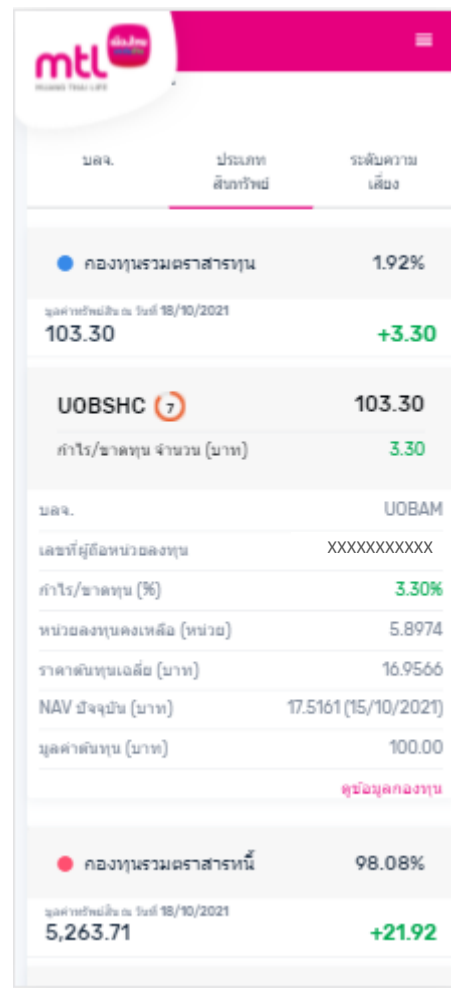 mtl เมืองไทย
MUANG THAI LIFE
บลจ.
ประเภท
สินทรัพย์
ระดับความ
เสี่ยง
กองทุนรวมตราสารทุน 1.92%
มูลค่าทรัพย์สิน ณ วันที่ 18/10/2021
103.30 +3.30
UOBSHC 7 103.30
กำไร/ขาดทุน จำนวน (บาท) 3.30
บลจ. UOBAM
เลขที่ผู้ถือหน่วยลงทุน XXXXXXXXXXX
กำไร/ขาดทุน (%) 3.30%
หน่วยลงทุนคงเหลือ (หน่วย) 5.8974
ราคาต้นทุนเฉลี่ย (บาท) 16.9566
NAV ปัจจุบัน (บาท) 17.5161 (15/10/2021)
มูลค่าต้นทุน (บาท) 100.00
ดูข้อมูลกองทุน
กองทุนรวมตราสารหนี้ 98.08%
มูลค่าทรัพย์สิน ณ วันที่ 18/10/2021
5,263.71 +21.92